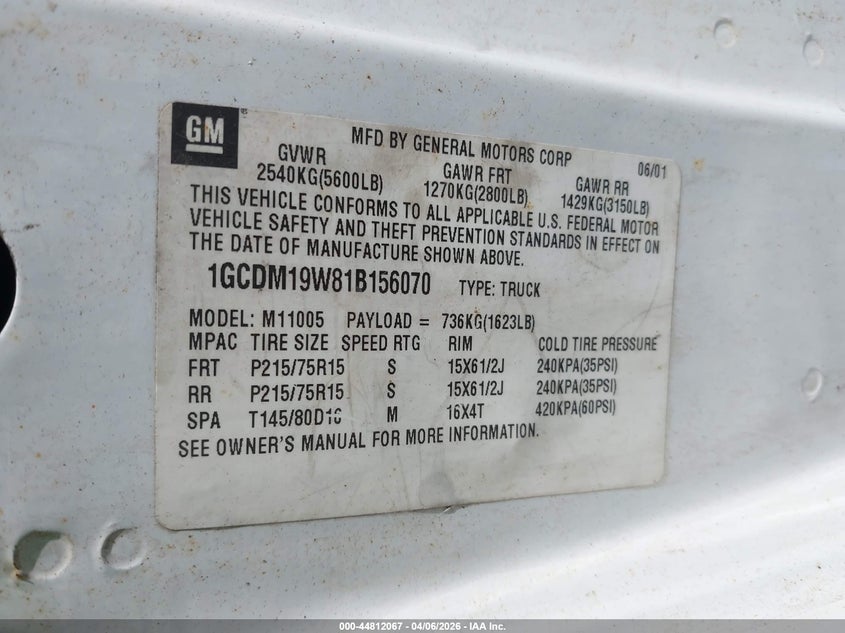 GM
MFD BY GENERAL MOTORS CORP 06/01
GVWR GAWR FRT GAWR RR
2540KG(5600LB) 1270KG(2800LB) 1429KG(3150LB)
THIS VEHICLE CONFORMS TO ALL APPLICABLE U.S. FEDERAL MOTOR
VEHICLE SAFETY AND THEFT PREVENTION STANDARDS IN EFFECT ON
THE DATE OF MANUFACTURE SHOWN ABOVE.
1GCDM19W81B156070 TYPE: TRUCK
MODEL: M11005 PAYLOAD = 736KG(1623LB)
MPAC TIRE SIZE SPEED RTG RIM COLD TIRE PRESSURE
FRT P215/75R15 S 15X61/2J 240KPA(35PSI)
RR P215/75R15 S 15X61/2J 240KPA(35PSI)
SPA T145/80D16 M 16X4T 420KPA(60PSI)
SEE OWNER'S MANUAL FOR MORE INFORMATION.
000-44812067 - 04/06/2026 - IAA Inc.